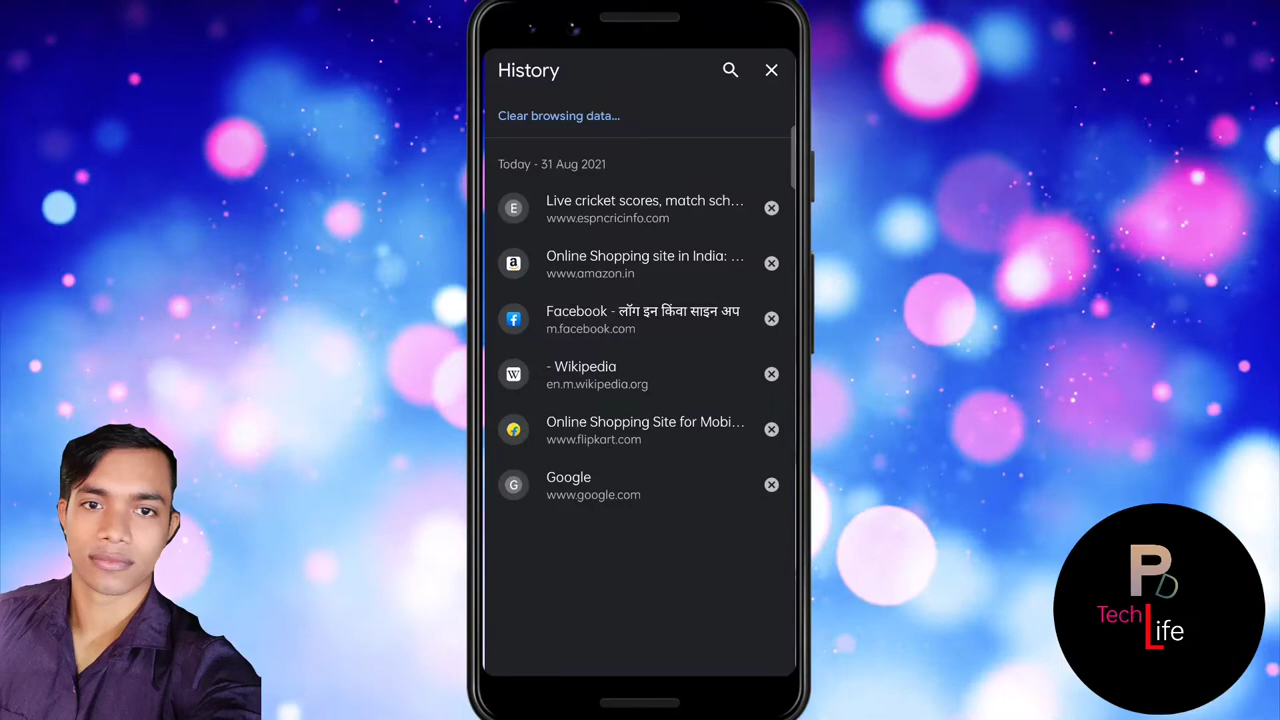 History
Clear browsing data...
Today - 31 Aug 2021
E
Live cricket scores, match sch...
www.espncricinfo.com
a
Online Shopping site in India: ...
www.amazon.in
f
Facebook - लॉग इन किंवा साइन अप
m.facebook.com
W
- Wikipedia
en.m.wikipedia.org
Online Shopping Site for Mobi...
www.flipkart.com
G
Google
www.google.com
PD
Tech Life